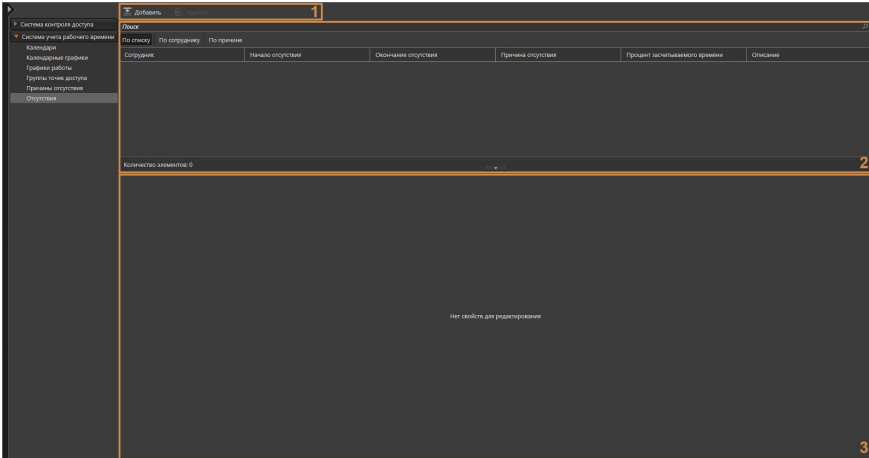 Добавить Удалить 1
Система контроля доступа
Поиск
Система учета рабочего времени
По списку По сотруднику По причине
Календари
Календарные графики
Сотрудник Начало отсутствия Окончание отсутствия Причина отсутствия Процент засчитываемого времени Описание
Графики работы
Группы точек доступа
Причины отсутствия
Отсутствия
Количество элементов: 0
2
Нет свойств для редактирования
3